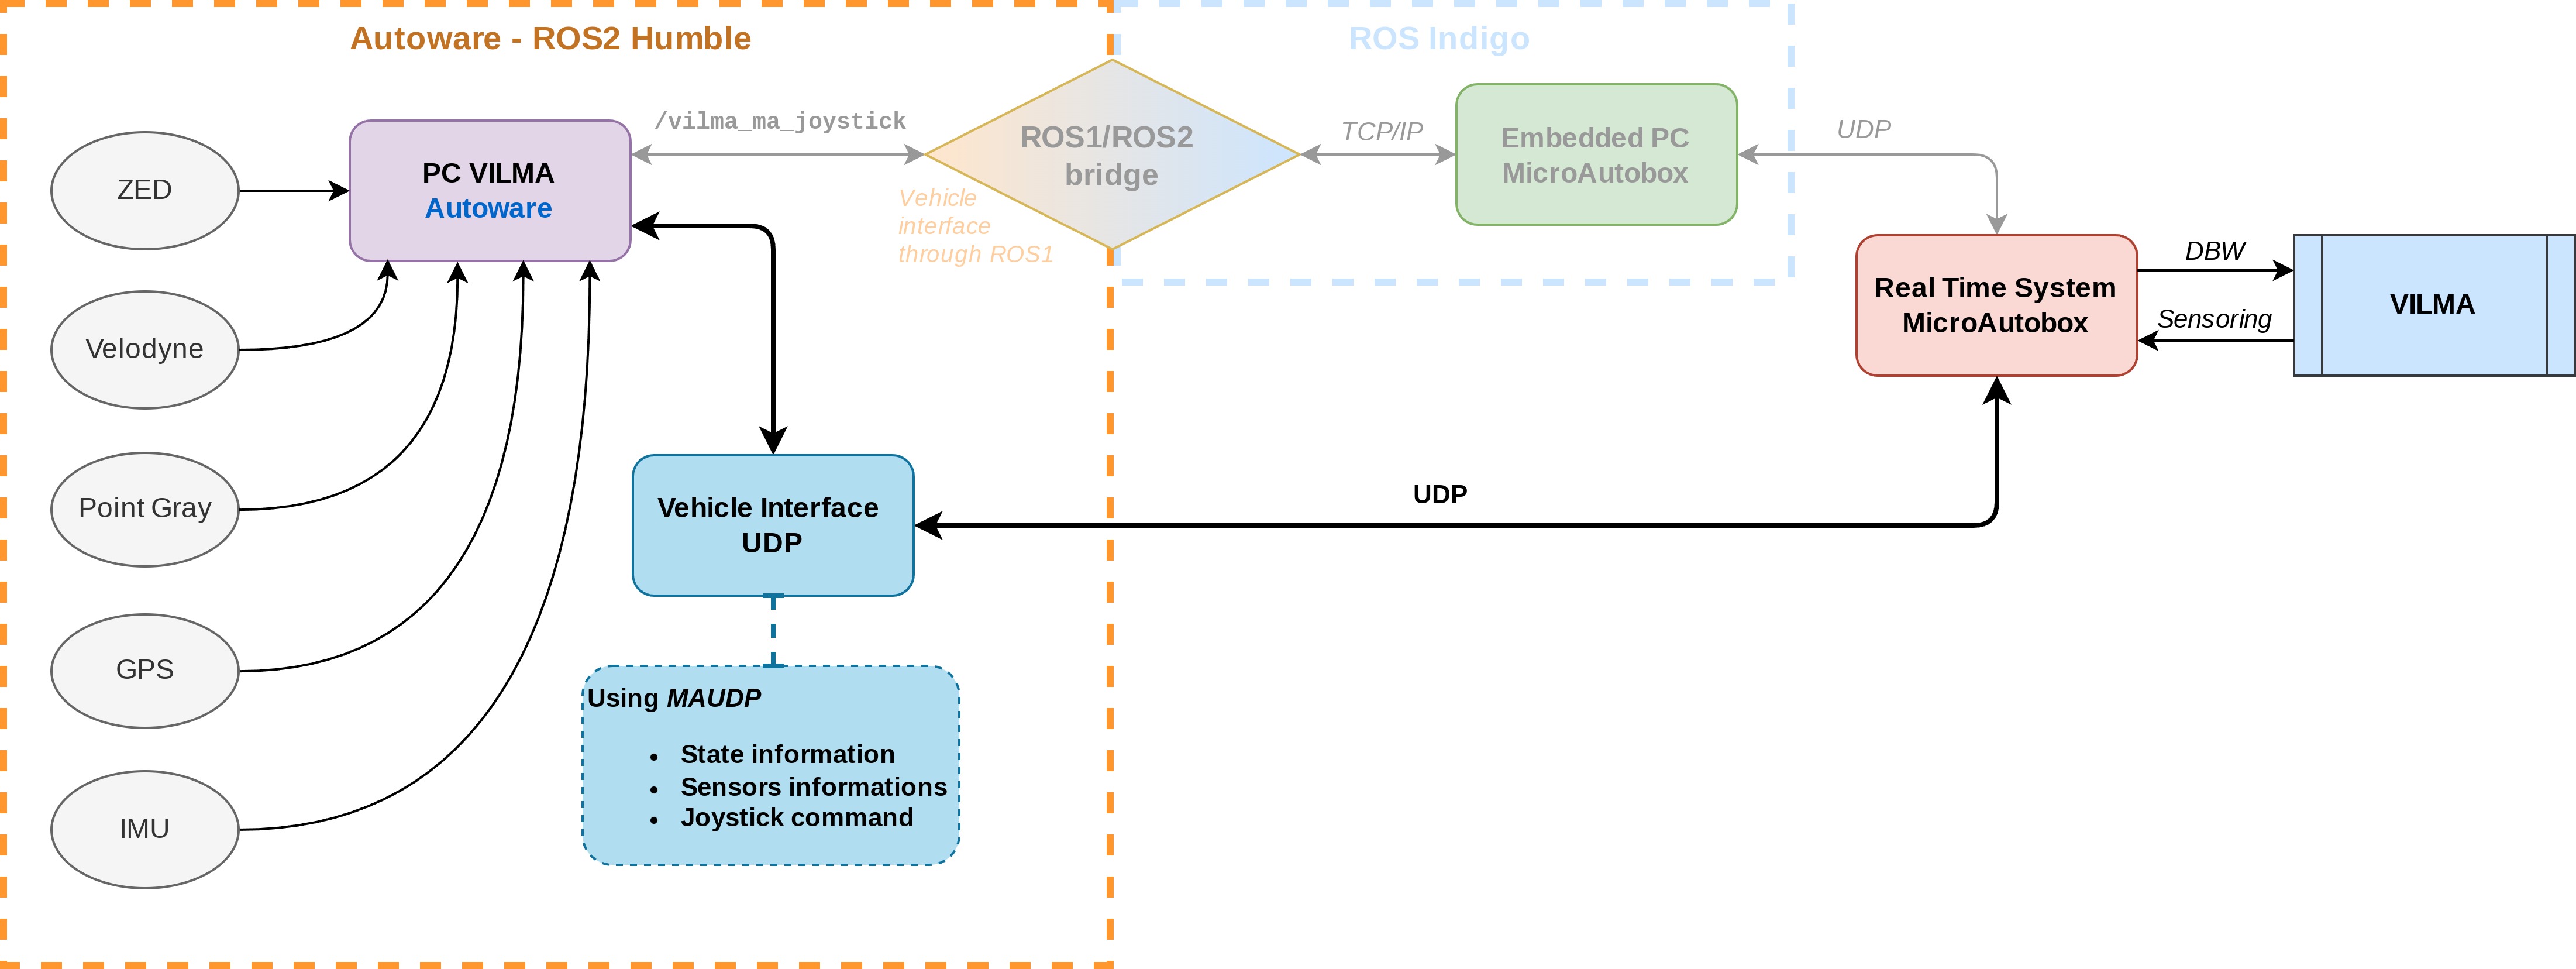 Autoware - ROS2 Humble
ROS Indigo
ZED
PC VILMA
Autoware
/vilma_ma_joystick
ROS1/ROS2
bridge
Vehicle
interface
through ROS1
TCP/IP
Embedded PC
MicroAutobox
UDP
Real Time System
MicroAutobox
DBW
Sensoring
VILMA
Velodyne
Point Gray
GPS
IMU
Vehicle Interface
UDP
UDP
Using MAUDP
• State information
• Sensors informations
• Joystick command